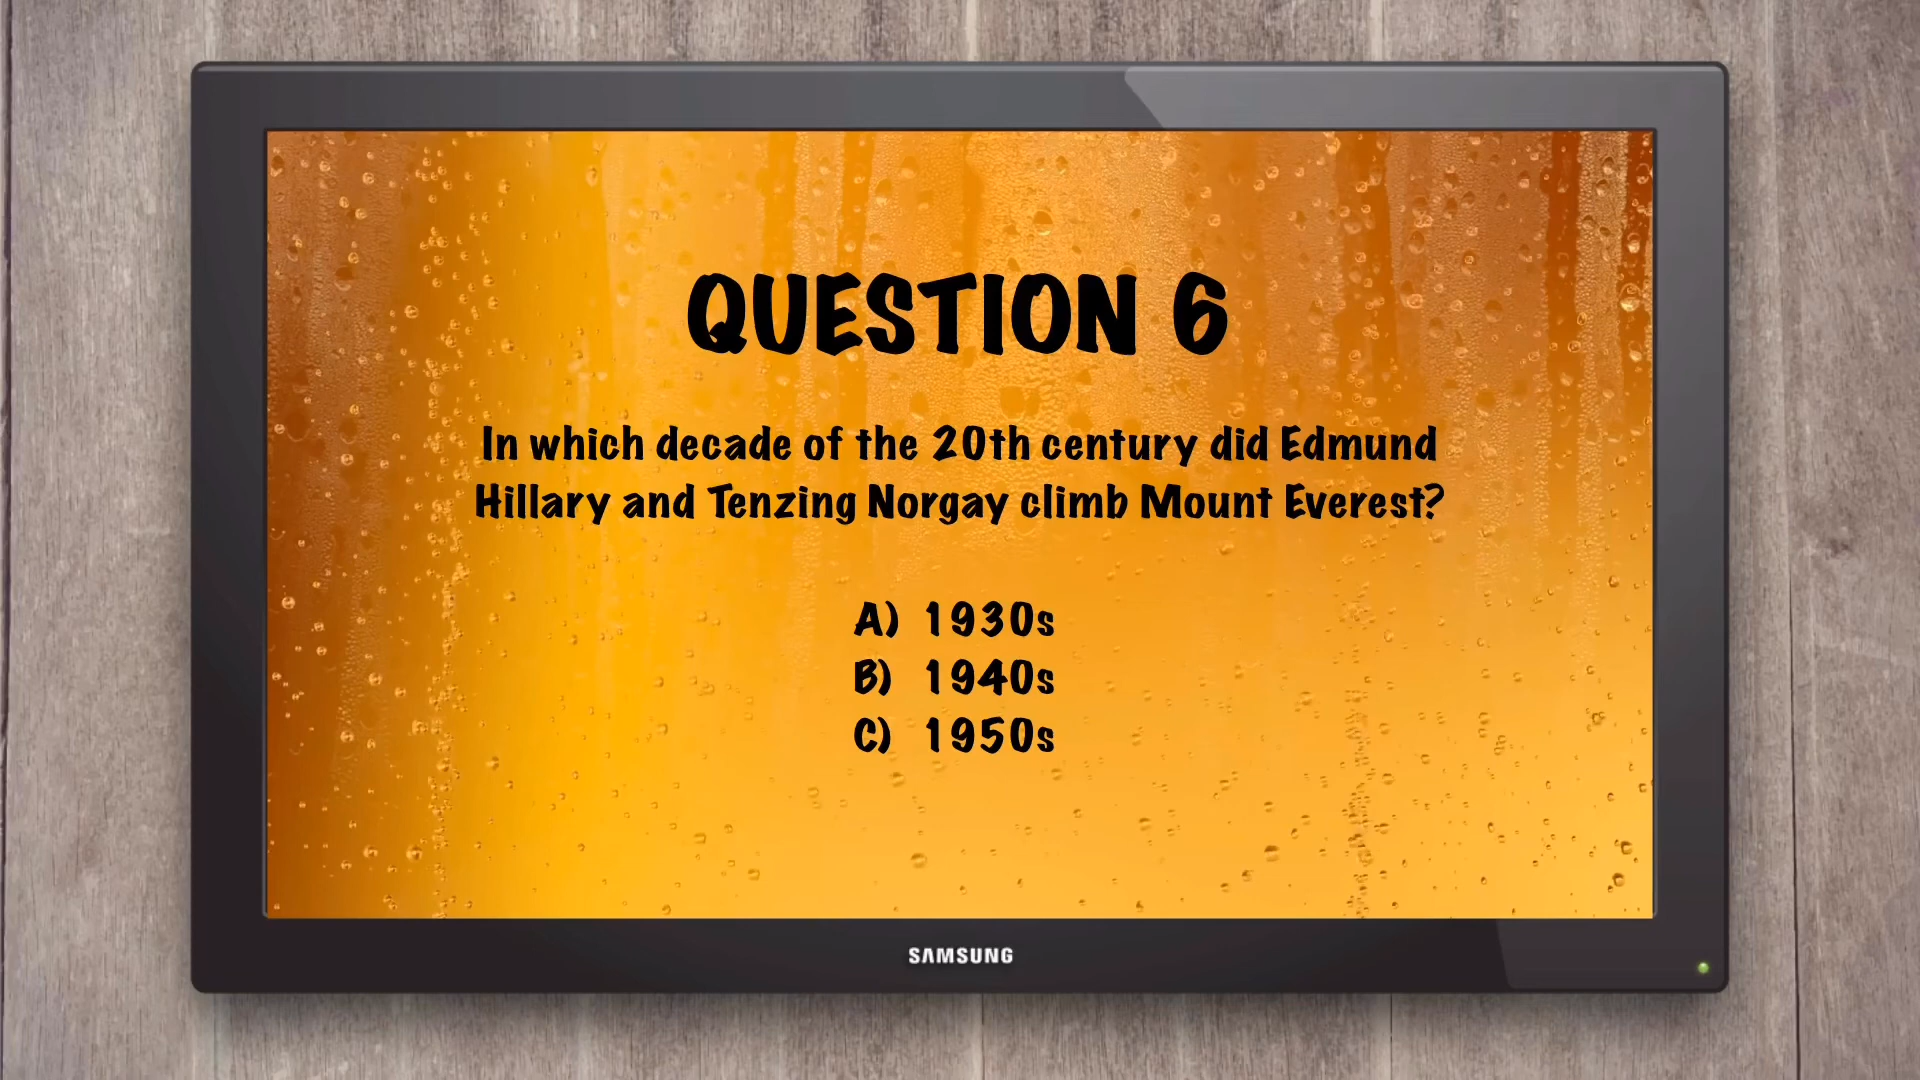 QUESTION 6
In which decade of the 20th century did Edmund
Hillary and Tenzing Norgay climb Mount Everest?
A) 1930s
B) 1940s
C) 1950s
SAMSUNG